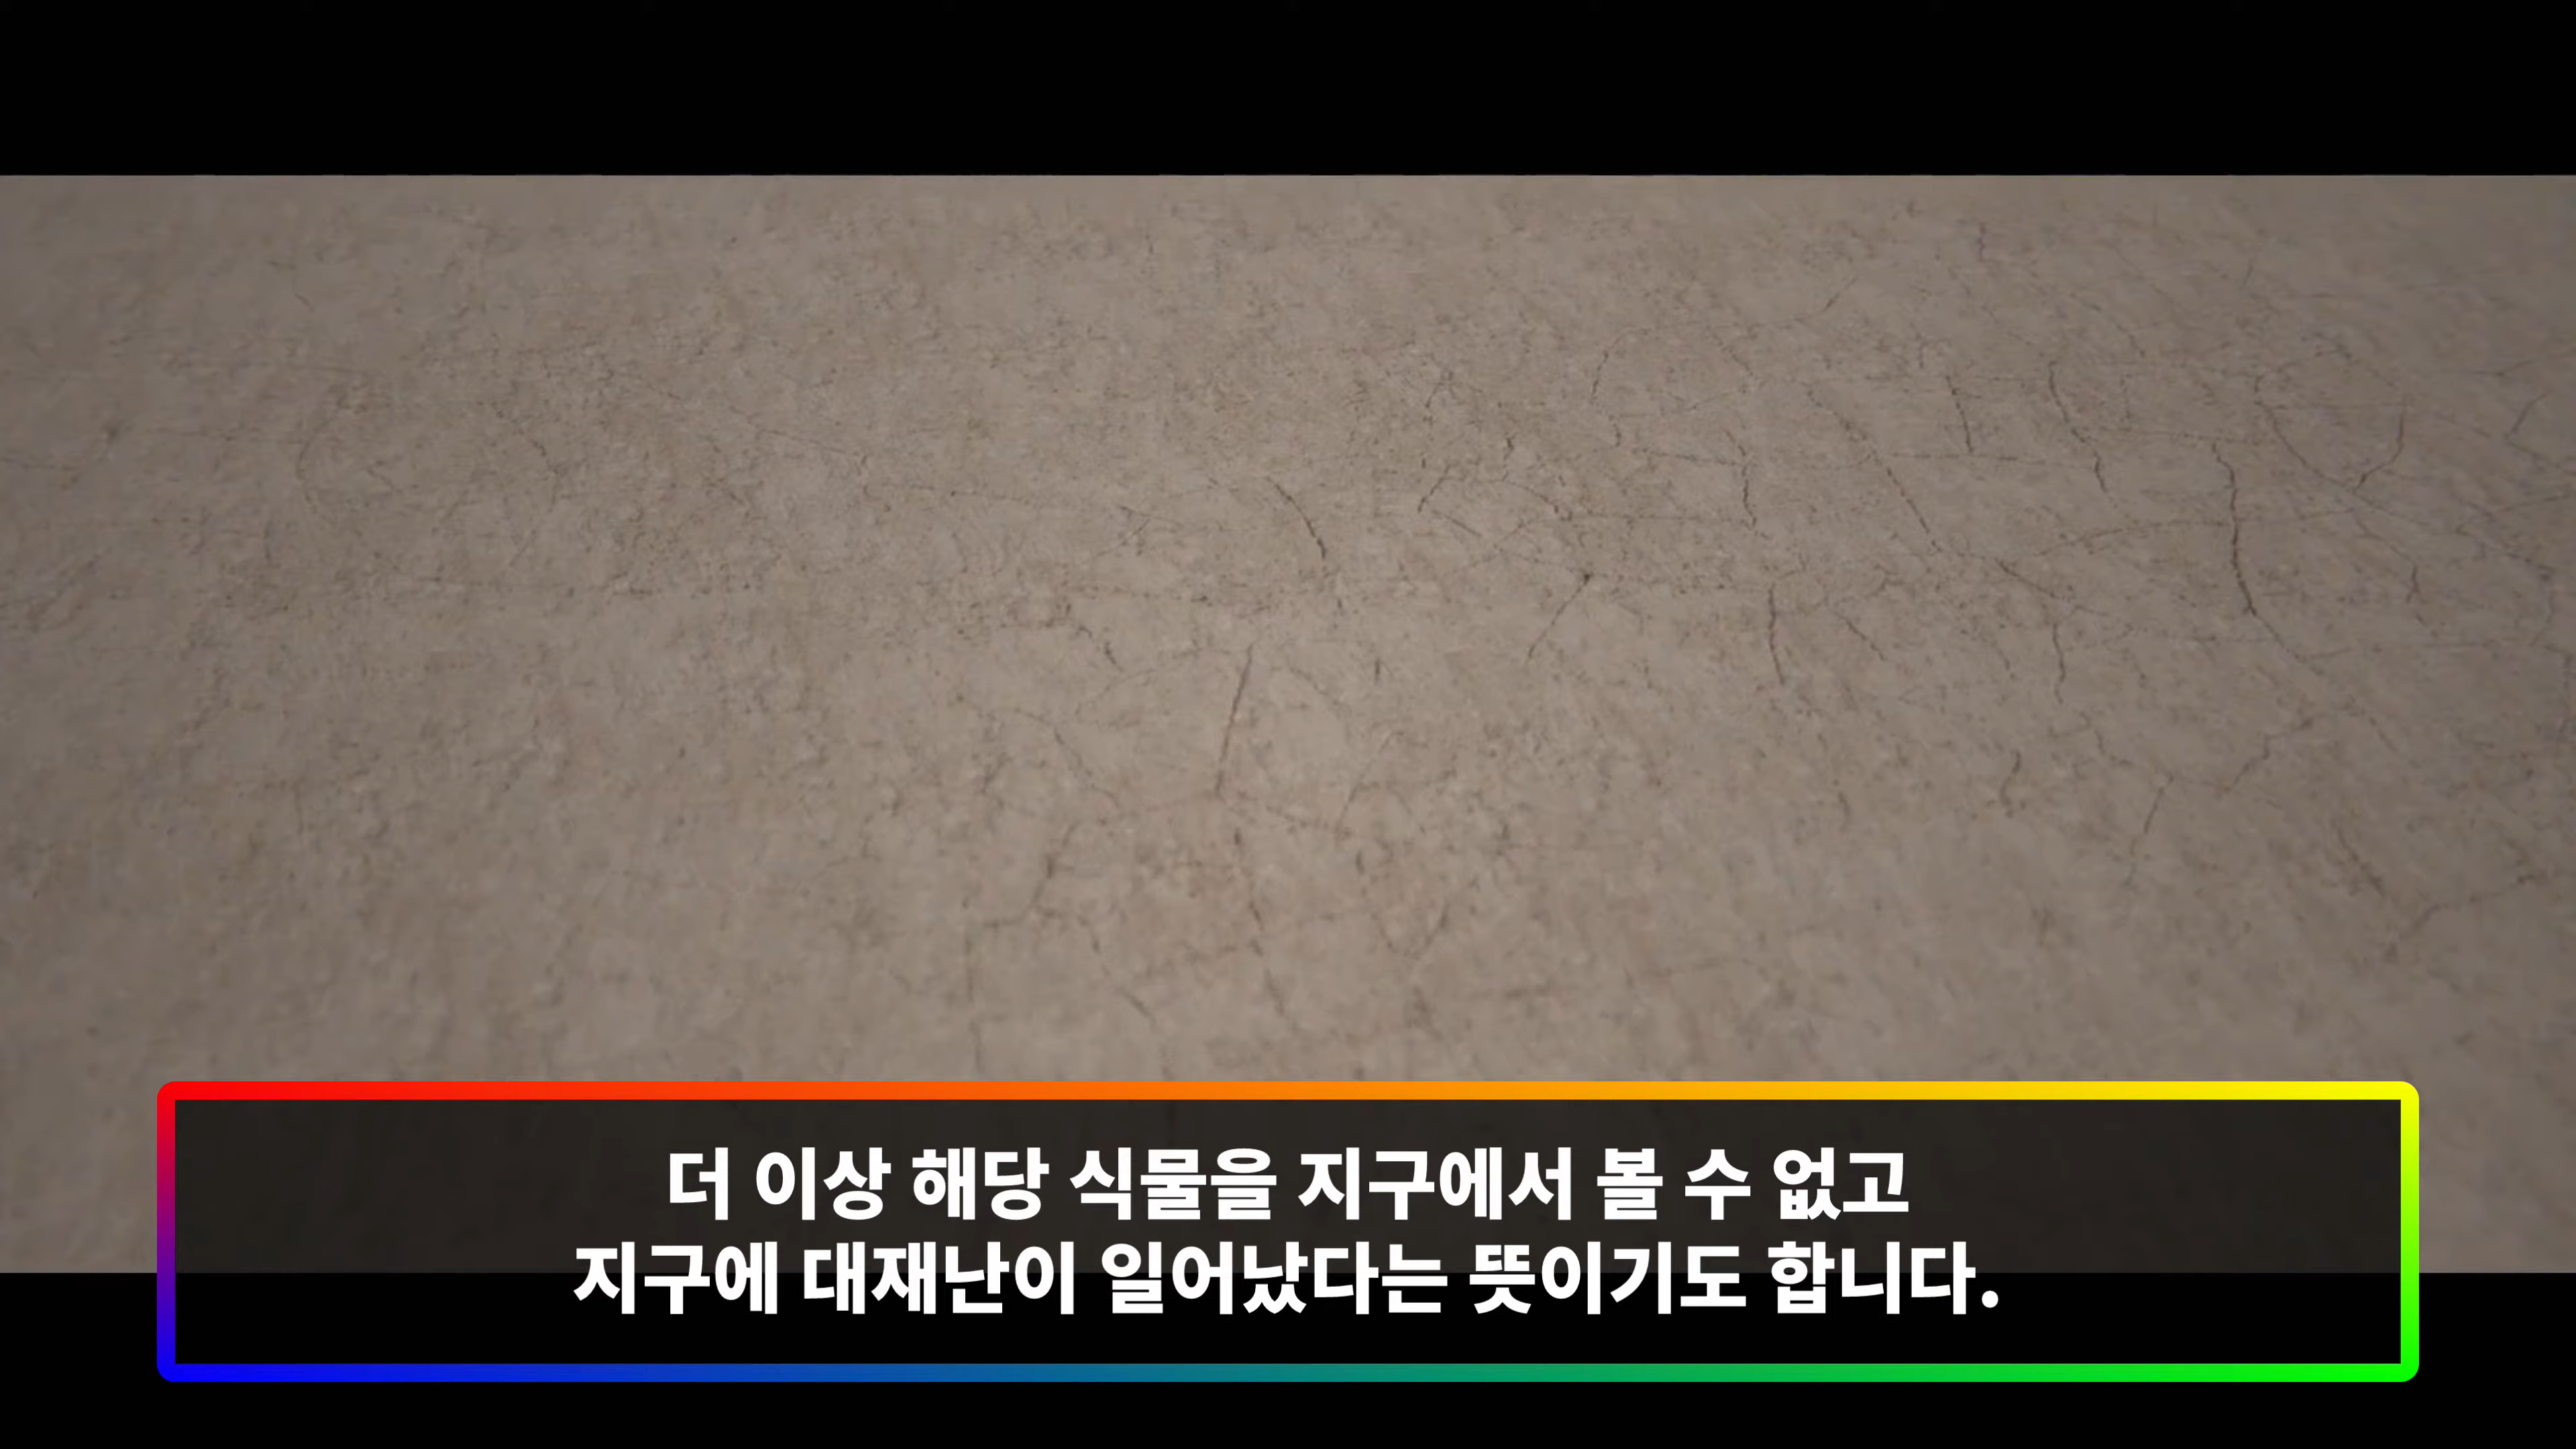 더 이상 해당 식물을 지구에서 볼 수 없고
지구에 대재난이 일어났다는 뜻이기도 합니다.